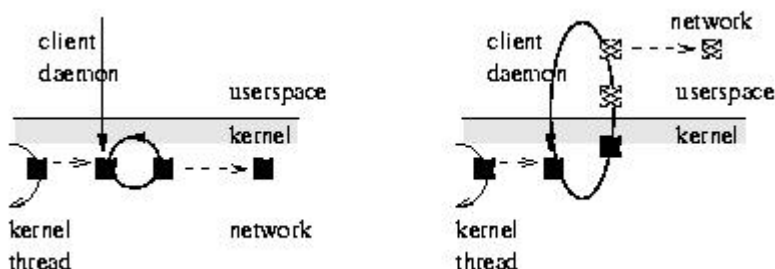 client
daemon
userspace
kernel
kernel
thread
network
network
client
daemon
userspace
kernel
kernel
thread